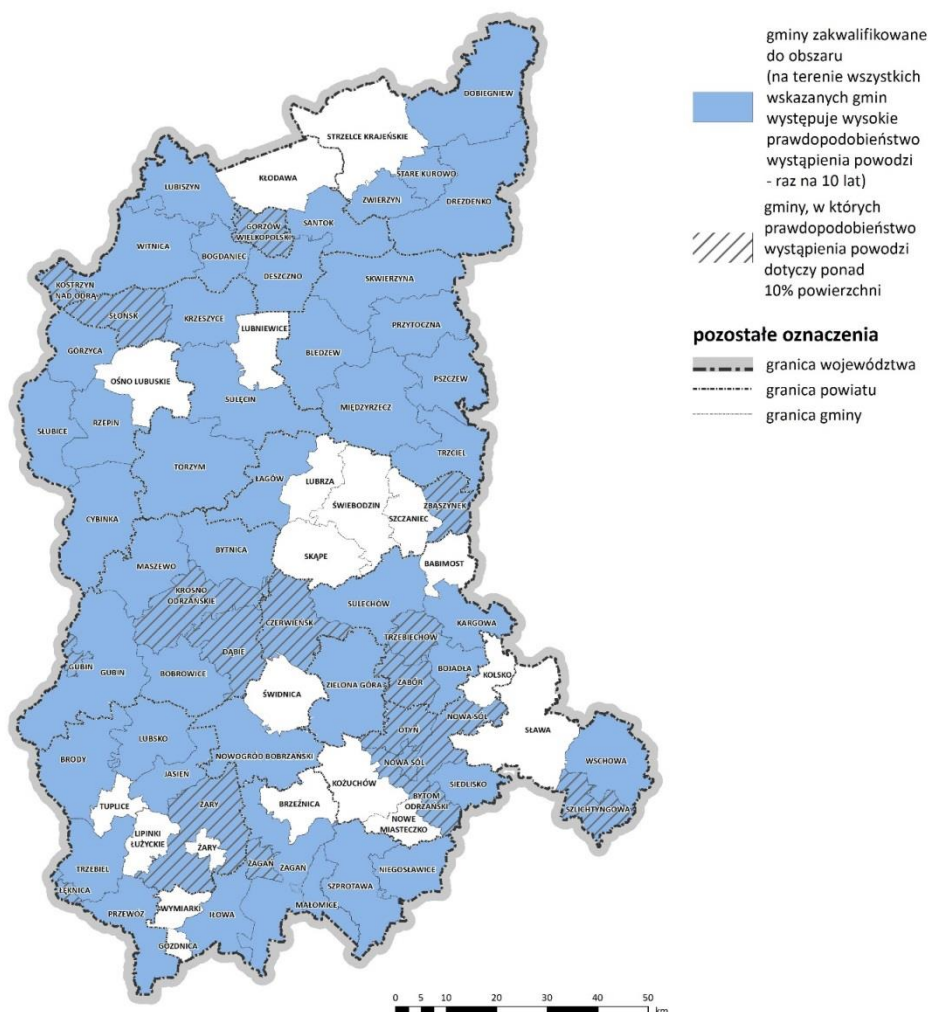 gminy zakwalifikowane
do obszaru
(na terenie wszystkich
wskazanych gmin
występuje wysokie
prawdopodobieństwo
wystąpienia powodzi
- raz na 10 lat)
gminy, w których
prawdopodobieństwo
wystąpienia powodzi
dotyczy ponad
10% powierzchni
pozostałe oznaczenia
granica województwa
granica powiatu
granica gminy
DOBIEGNIEW
STRZELCE KRAJEŃSKIE
STARE KUROWO
KŁODAWA
LUBISZYN
ZWIERZYN
DREZDENKO
SANTOK
GORZÓW
WIELKOPOLSKI
WITNICA
BOGDANIEC
DESZCZNO
SKWIERZYNA
KOSTRZYN
NAD ODRĄ
SŁOŃSK
KRZESZYCE
LUBNIEWICE
PRZYTOCZNA
GÓRZYCA
BLEDZEW
PSZCZEW
OŚNO LUBUSKIE
SULĘCIN
MIĘDZYRZECZ
RZEPIN
SŁUBICE
TRZCIEL
TORZYM
ŁAGÓW
LUBRZA
ZBĄSZYNEK
ŚWIEBODZIN
SZCZANIEC
CYBINKA
BYTNICA
SKĄPE
BABIMOST
MASZEWO
KROSNO
ODRZAŃSKIE
SULECHÓW
CZERWIEŃSK
KARGOWA
TRZEBIECHÓW
DĄBIE
GUBIN
GUBIN
BOBROWICE
BOJADŁA
KOLSKO
ZABÓR
ZIELONA GÓRA
ŚWIDNICA
NOWA SÓL
SŁAWA
OTYŃ
LUBSKO
BRODY
NOWOGRÓD BOBRZAŃSKI
NOWA SÓL
WSCHOWA
JASIEŃ
KOŻUCHÓW
SIEDLISKO
TUPLICE
ŻARY
BRZEŹNICA
BYTOM
ODRZAŃSKI
SZLICHTYNGOWA
NOWE
MIASTECZKO
LIPINKI
ŁUŻYCKIE
ŻARY
TRZEBIEL
ŻAGAŃ
ŻAGAŃ
NIEGOSŁAWICE
SZPROTAWA
ŁĘKNICA
MAŁOMICE
WYMIARKI
PRZEWÓZ
IŁOWA
GOZDNICA
0 5 10 20 30 40 50
km